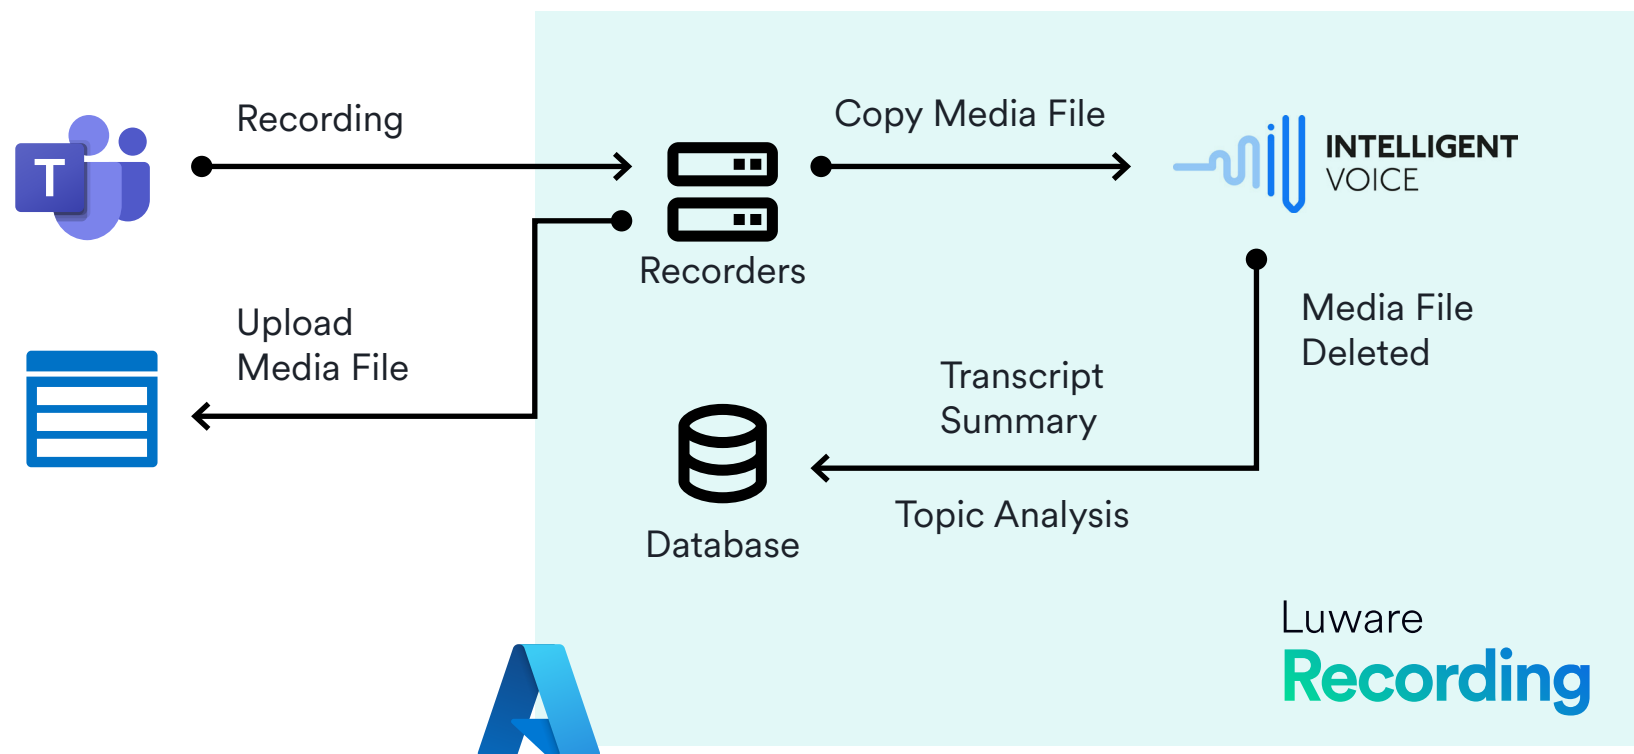 Recording
Copy Media File
T
INTELLIGENT
VOICE
Recorders
Upload
Media File
Media File
Deleted
Transcript
Summary
Topic Analysis
Database
Luware
Recording